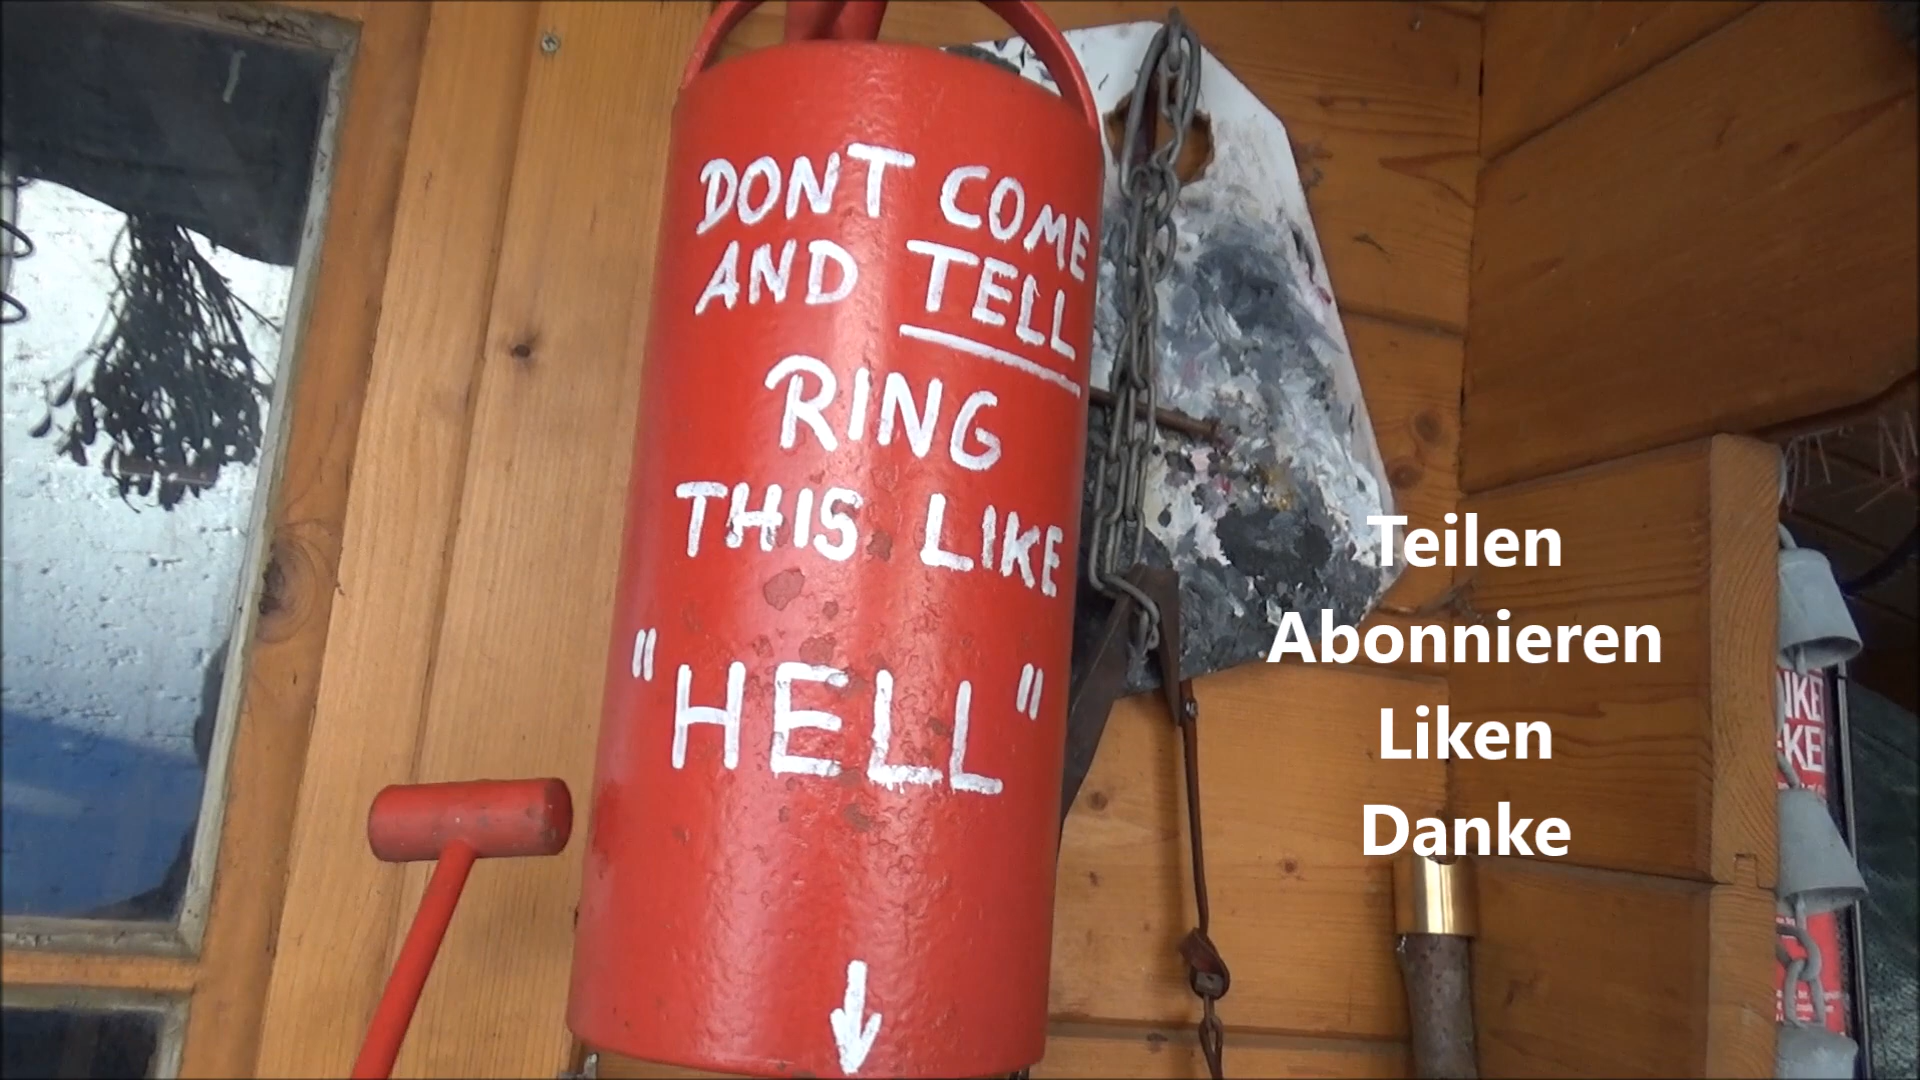 DONT COME
AND TELL
RING
THIS LIKE
"HELL"
Teilen
Abonnieren
Liken
Danke